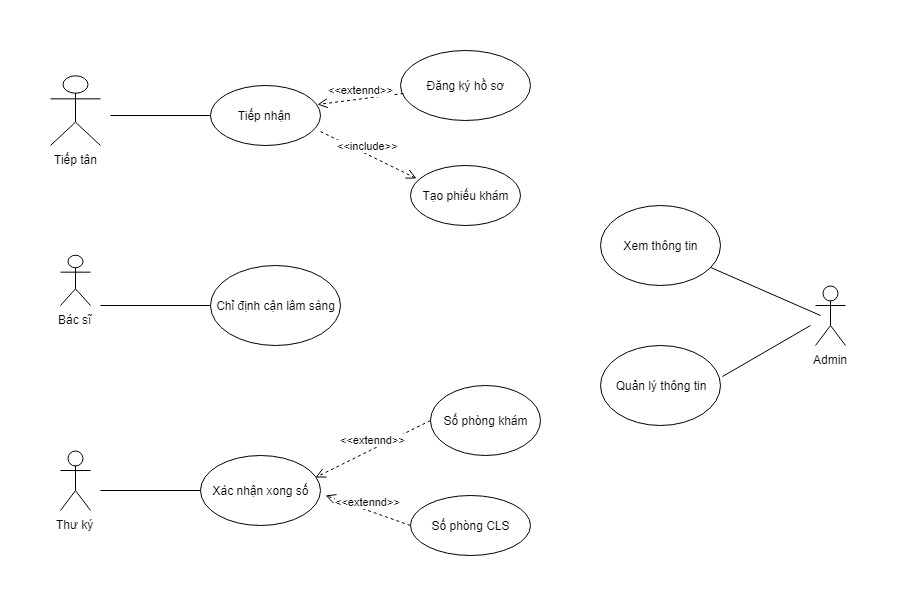 Đăng ký hồ sơ
<<extennd>>
Tiếp nhận
<<include>>
Tiếp tân
Tạo phiếu khám
Xem thông tin
Chỉ định cận lâm sàng
Bác sĩ
Admin
Quản lý thông tin
Số phòng khám
<<extennd>>
Xác nhận xong số
<<extennd>>
Thư ký
Số phòng CLS